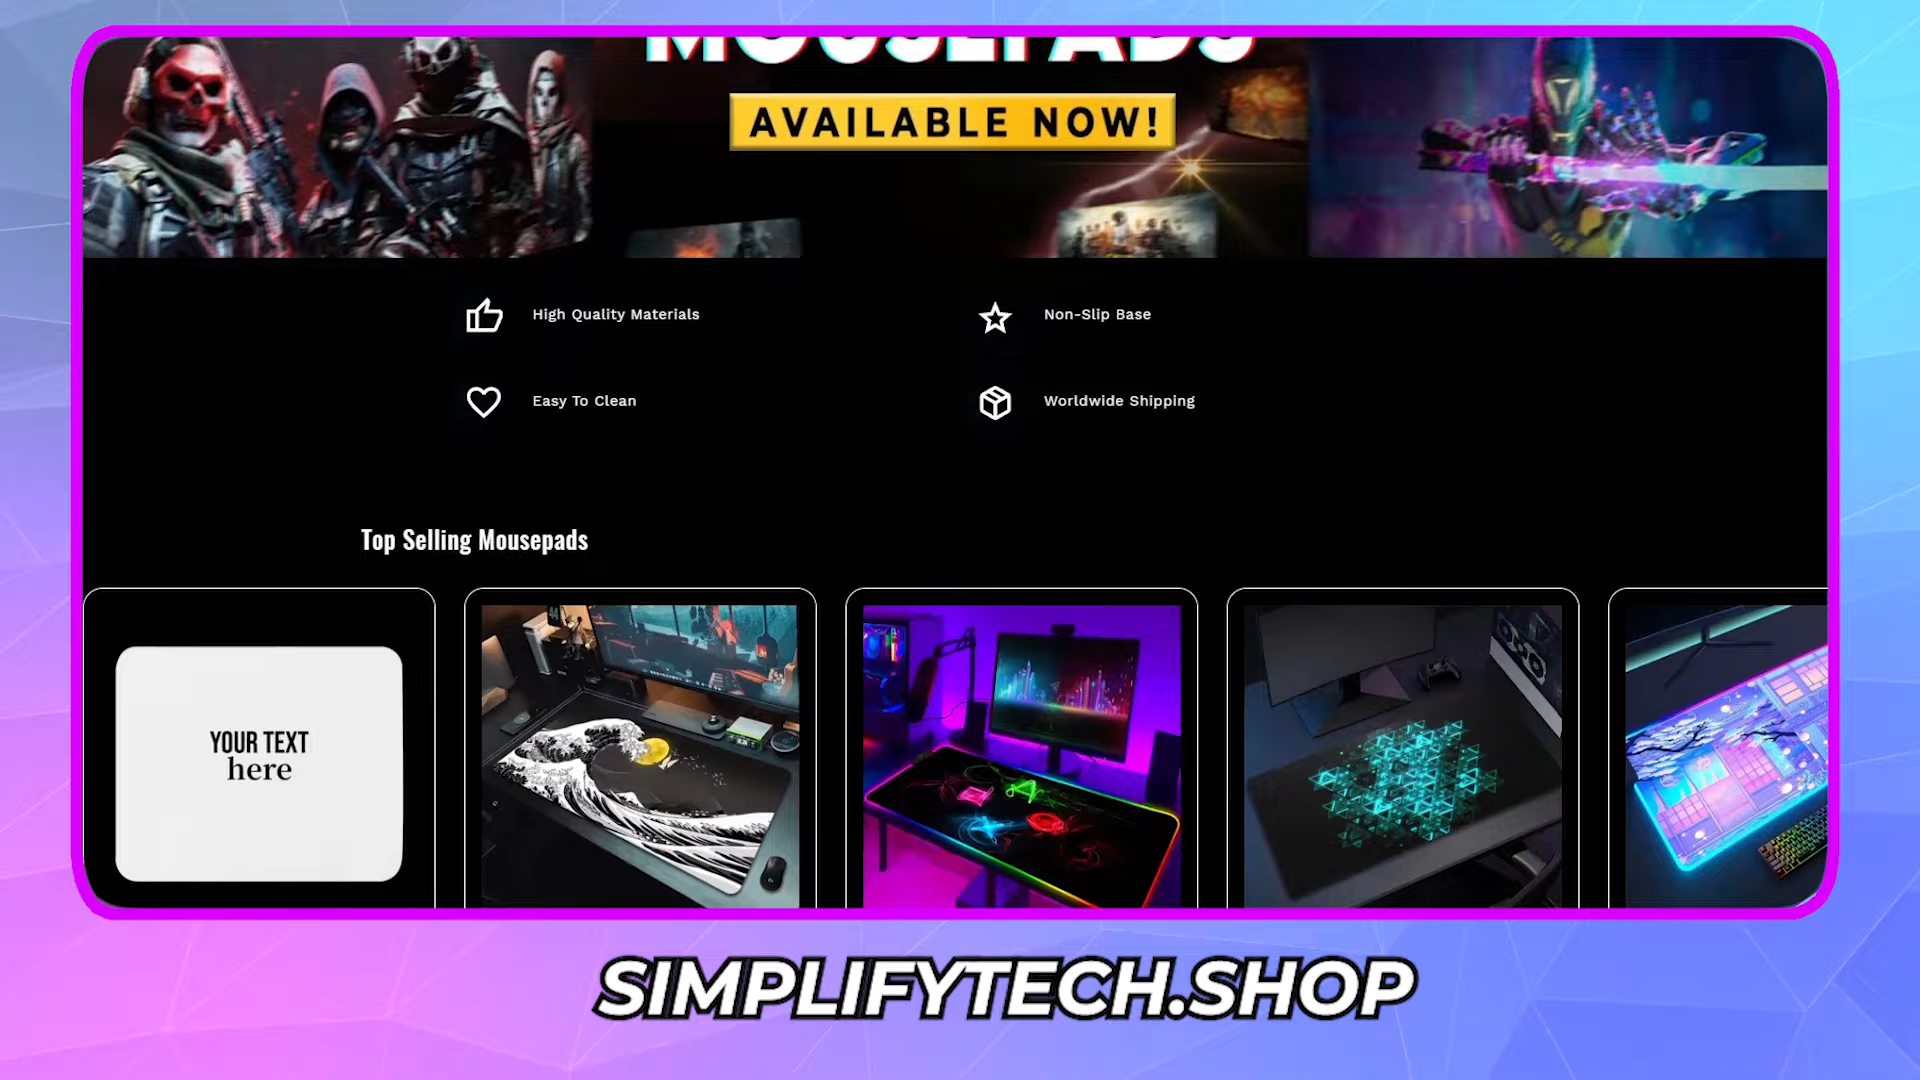 MOUSEPADS
AVAILABLE NOW!
High Quality Materials
Non-Slip Base
Easy To Clean
Worldwide Shipping
Top Selling Mousepads
YOUR TEXT
here
SIMPLIFYTECH.SHOP